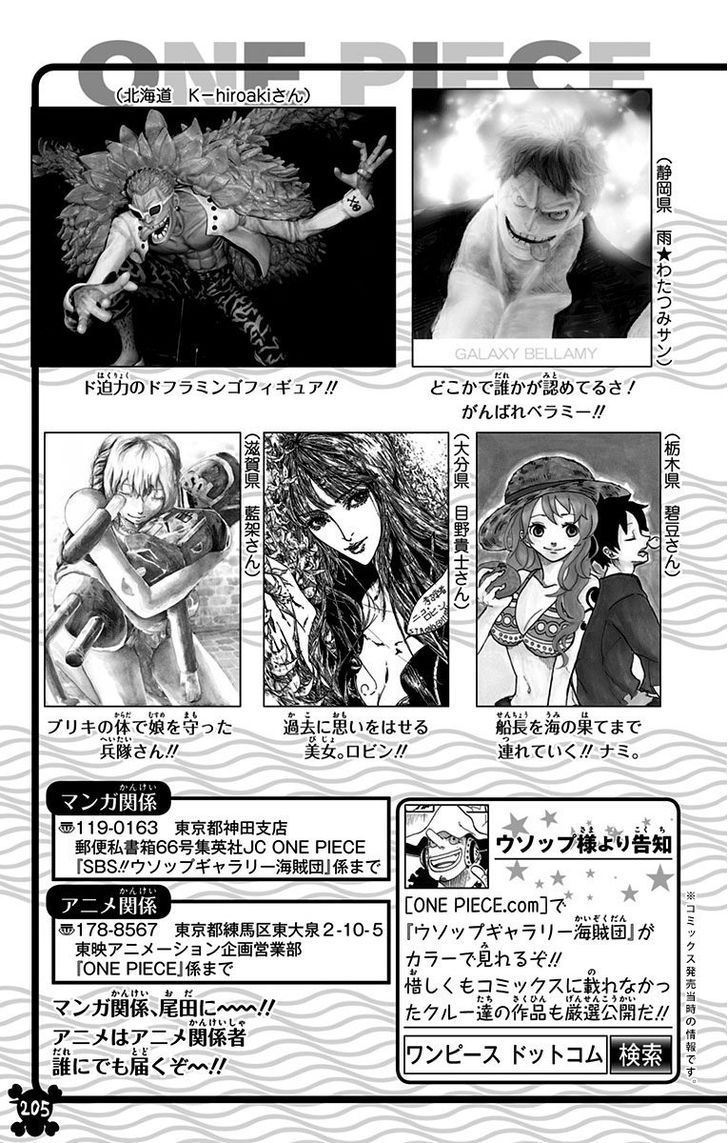 ONE PIECE
(北海道 K-hiroakiさん)
ド迫力のドフラミンゴフィギュア!!
(静岡県 雨★わたつみサン)
GALAXY BELLAMY
どこかで誰かが認めてるさ!
がんばれベラミー!!
(滋賀県 藍架さん)
ブリキの体で娘を守った
兵隊さん!!
(大分県 目野貴士さん)
ニコ・
ロビン
過去に思いをはせる
美女。ロビン!!
(栃木県 碧豆さん)
船長を海の果てまで
連れていく!! ナミ。
マンガ関係
〠119-0163 東京都神田支店
郵便私書箱66号集英社JC ONE PIECE
『SBS!!ウソップギャラリー海賊団』係まで
アニメ関係
〠178-8567 東京都練馬区東大泉2-10-5
東映アニメーション企画営業部
『ONE PIECE』係まで
マンガ関係、尾田に〜〜!!
アニメはアニメ関係者
誰にでも届くぞ〜!!
ウソップ様より告知
[ONE PIECE.com]で
『ウソップギャラリー海賊団』が
カラーで見れるぞ!!
惜しくもコミックスに載れなかっ
たクルー達の作品も厳選公開だ!!
ワンピース ドットコム 検索
※コミックス発売当時の情報です。
205